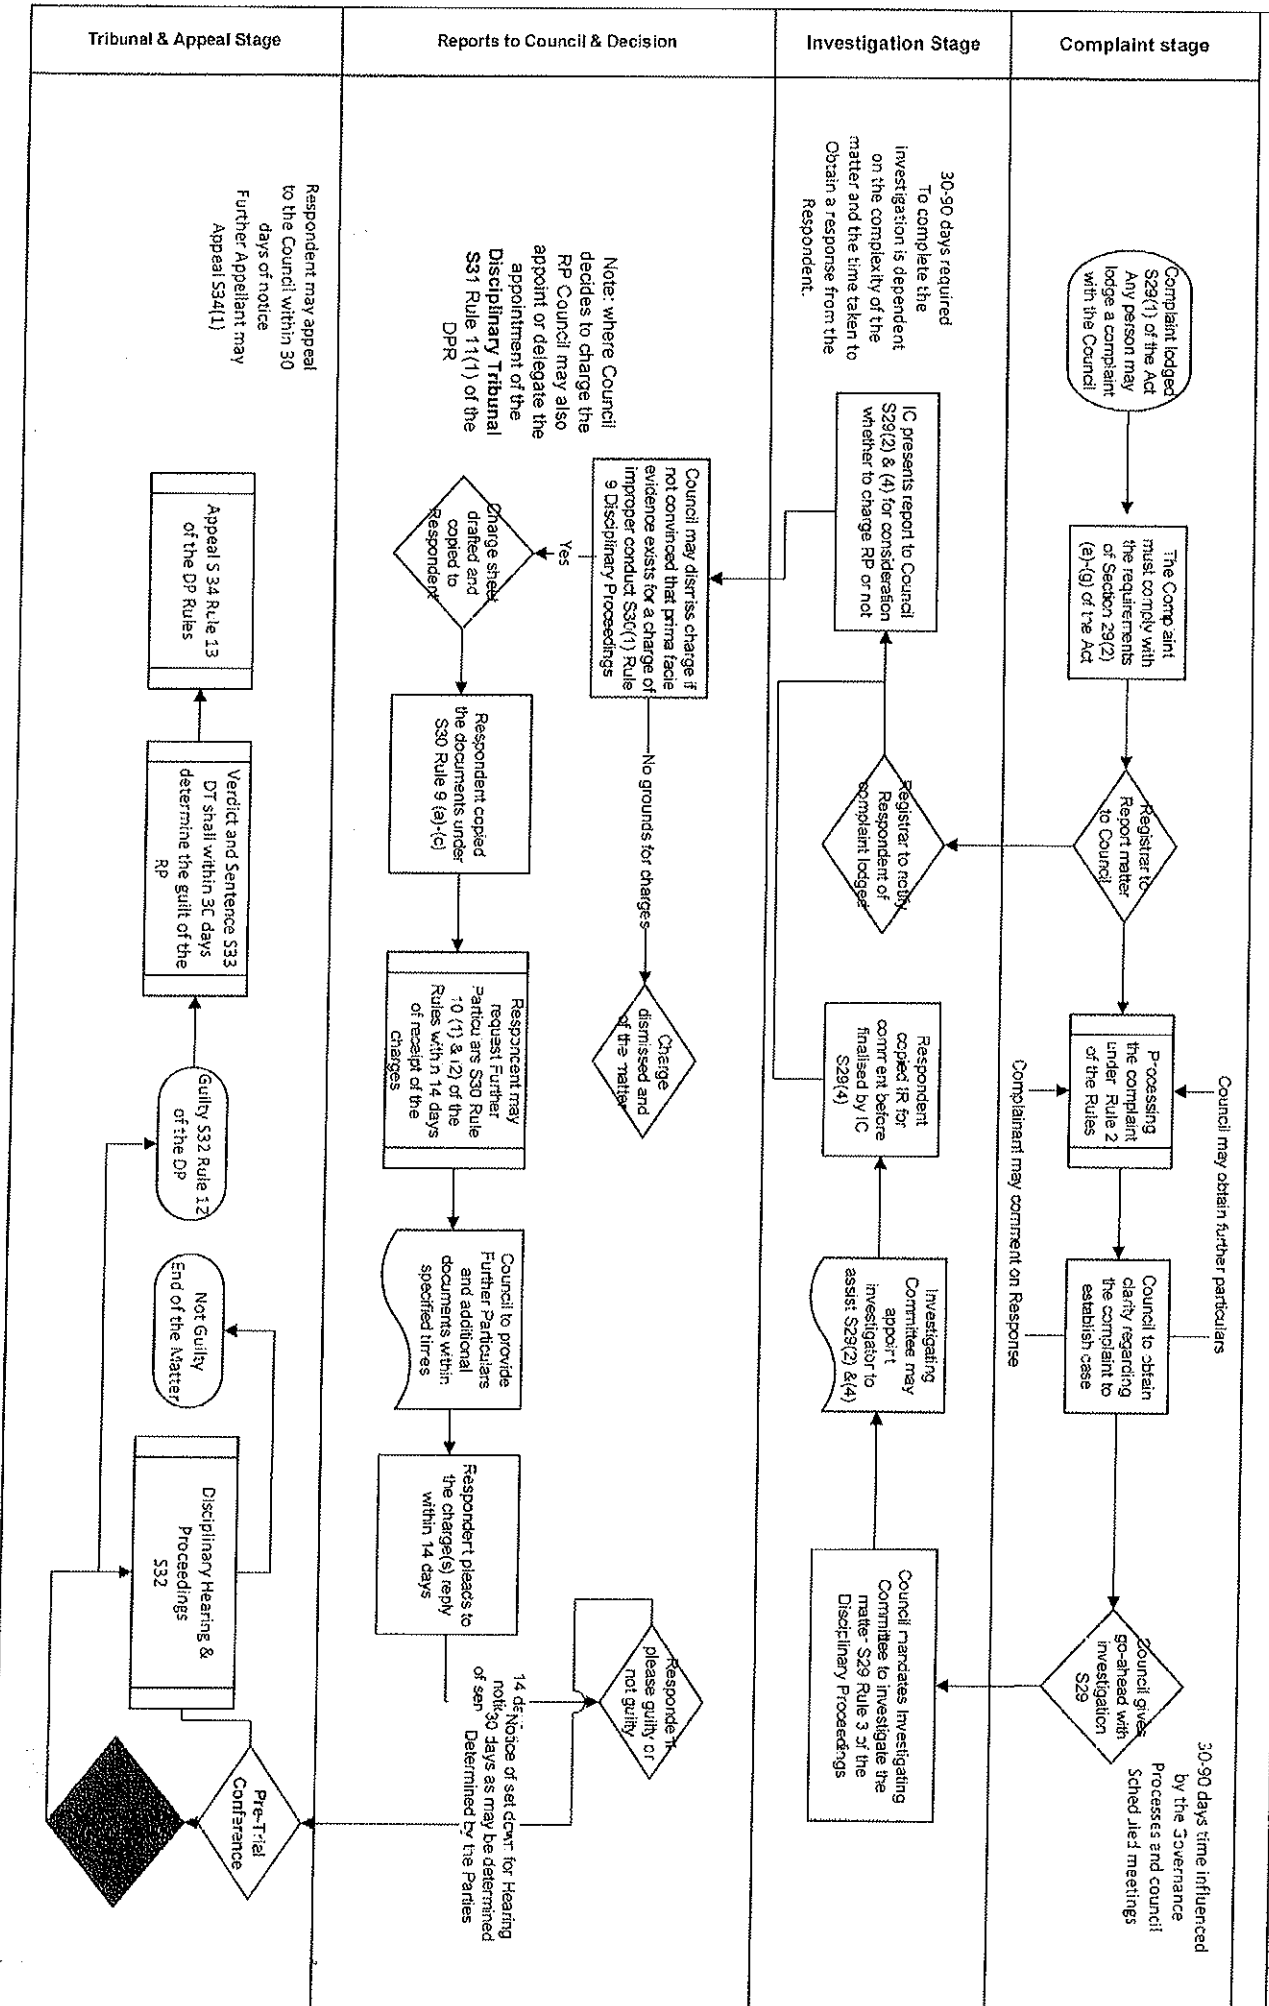 Complaint stage
Complaint lodged
S29(1) of the Act
Any person may
lodge a complaint
with the Council
The Complaint
must comply with
the requirements
of Section 29(2)
(a)-(g) of the Act
Registrar to
Report matter
to Council
Processing
the complaint
under Rule 2
of the Rules
Council may obtain further particulars
Complainant may comment on Response
Council to obtain
clarity regarding
the complaint to
establish case
Council gives
go-ahead with
investigation
S29
30-90 days time influenced
by the Governance
Processes and council
Scheduled meetings
Investigation Stage
30-90 days required
To complete the
investigation is dependent
on the complexity of the
matter and the time taken to
Obtain a response from the
Respondent.
IC presents report to Council
S29(2) & (4) for consideration
whether to charge RP or not
Registrar to notify
Respondent of
complaint lodged
Respondent
copied IR for
comment before
finalised by IC
S29(4)
Investigating
Committee may
appoint
investigator to
assist S29(2) &(4)
Council mandates Investigating
Committee to investigate the
matter S29 Rule 3 of the
Disciplinary Proceedings
Reports to Council & Decision
Note: where Council
decides to charge the
RP Council may also
appoint or delegate the
appointment of the
Disciplinary Tribunal
S31 Rule 11(1) of the
DPR
Council may dismiss charge if
not convinced that prima facie
evidence exists for a charge of
improper conduct S30(1) Rule
9 Disciplinary Proceedings
No grounds for charges
Charge
dismissed and
of the matter
Yes
Charge sheet
drafted and
copied to
Respondent
Respondent copied
the documents under
S30 Rule 9 (a)-(c)
Respondent may
request Further
Particulars S30 Rule
10 (1) & (2) of the
Rules within 14 days
of receipt of the
charges
Council to provide
Further Particulars
and additional
documents within
specified times
Respondent pleads to
the charge(s) reply
within 14 days
Respondent
please guilty or
not guilty
14 Notice of set down for Hearing
30 days as may be determined
of Determined by the Parties
Tribunal & Appeal Stage
Respondent may appeal
to the Council within 30
days of notice
Further Appellant may
Appeal S34(1)
Appeal S 34 Rule 13
of the DP Rules
Verdict and Sentence S33
DT shall within 30 days
determine the guilt of the
RP
Guilty S32 Rule 12
of the DP
Not Guilty
End of the Matter
Disciplinary Hearing &
Proceedings
S32
Pre-Trial
Conference